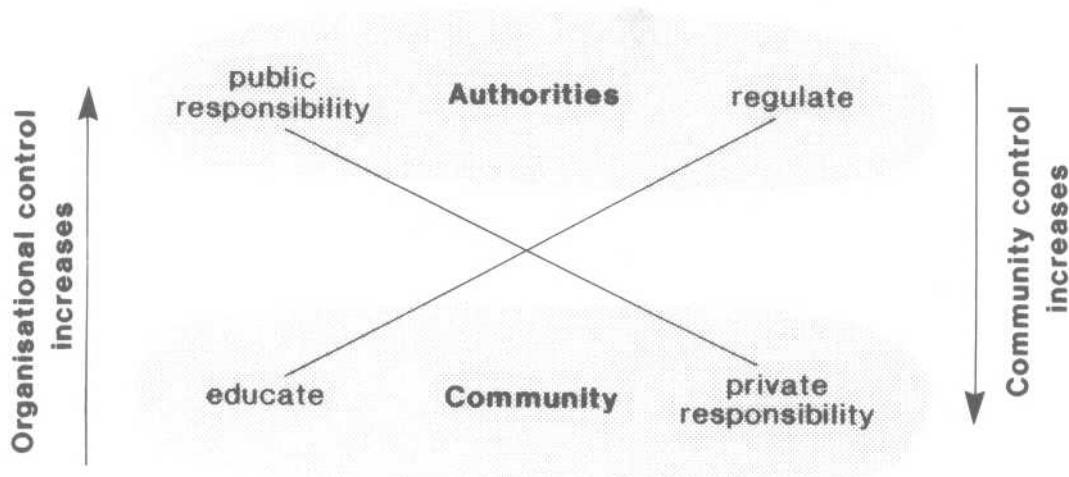 Organisational control
increases
public
responsibility
Authorities
regulate
educate
Community
private
responsibility
Community control
increases